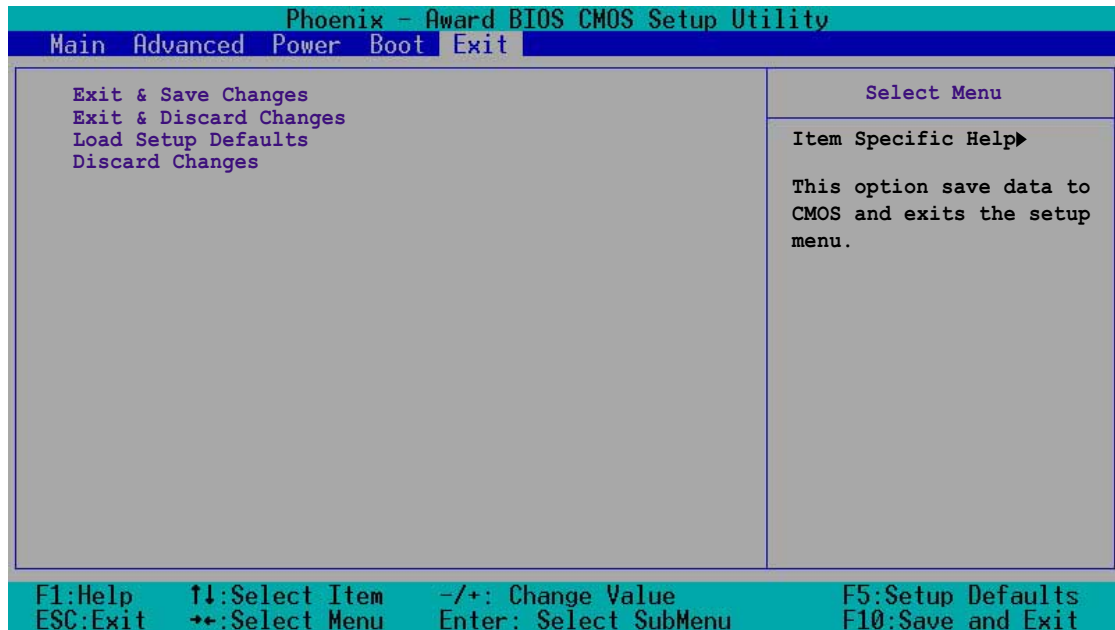 Phoenix - Award BIOS CMOS Setup Utility
Main Advanced Power Boot Exit
Exit & Save Changes
Exit & Discard Changes
Load Setup Defaults
Discard Changes
Select Menu
Item Specific Help▶
This option save data to
CMOS and exits the setup
menu.
F1:Help ↑↓:Select Item -/+: Change Value F5:Setup Defaults
ESC:Exit →←:Select Menu Enter: Select SubMenu F10:Save and Exit